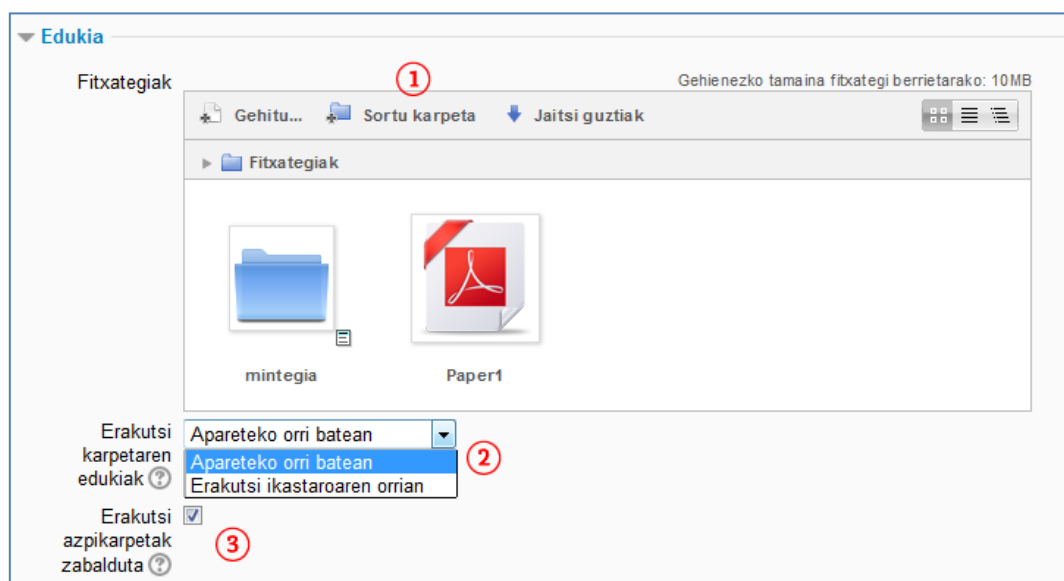 Edukia
Fitxategiak
①
Gehienezko tamaina fitxategi berrietarako: 10MB
Gehitu... Sortu karpeta Jaitsi guztiak
Fitxategiak
mintegia Paper1
Erakutsi karpetaren edukiak
Apareteko orri batean
Apareteko orri batean
Erakutsi ikastaroaren orrian
②
Erakutsi azpikarpetak zabalduta
③